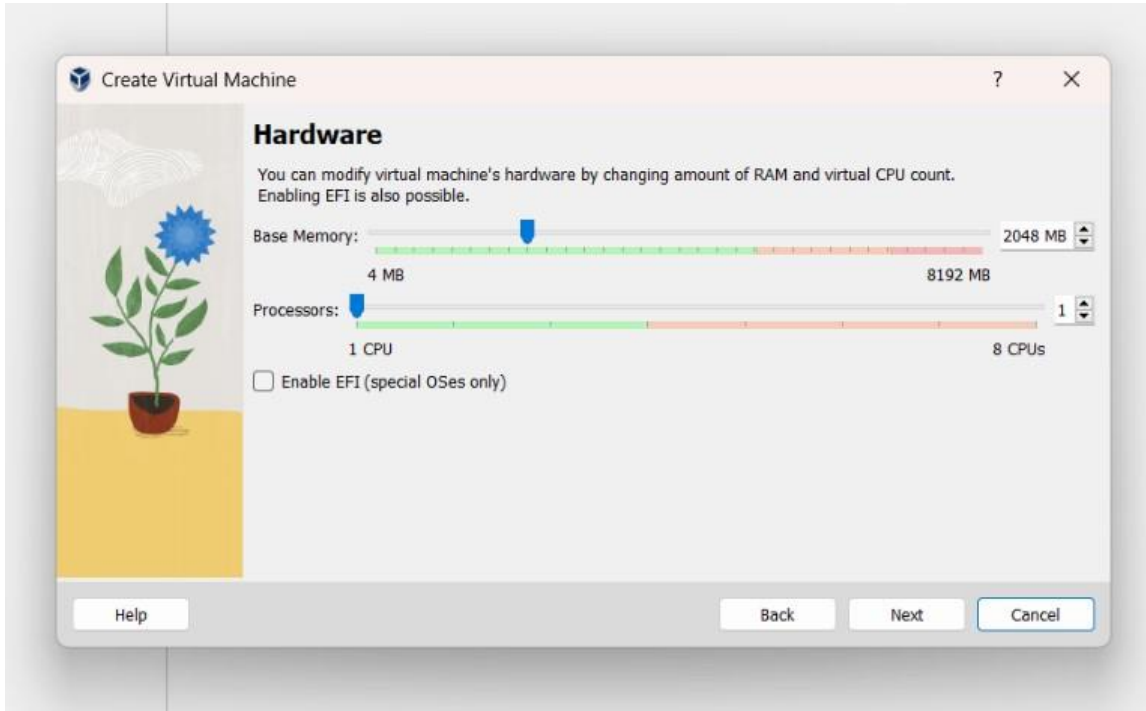 Create Virtual Machine
?
Hardware
You can modify virtual machine's hardware by changing amount of RAM and virtual CPU count.
Enabling EFI is also possible.
Base Memory:
2048 MB
4 MB
8192 MB
Processors:
1
1 CPU
8 CPUs
Enable EFI (special OSes only)
Help
Back
Next
Cancel